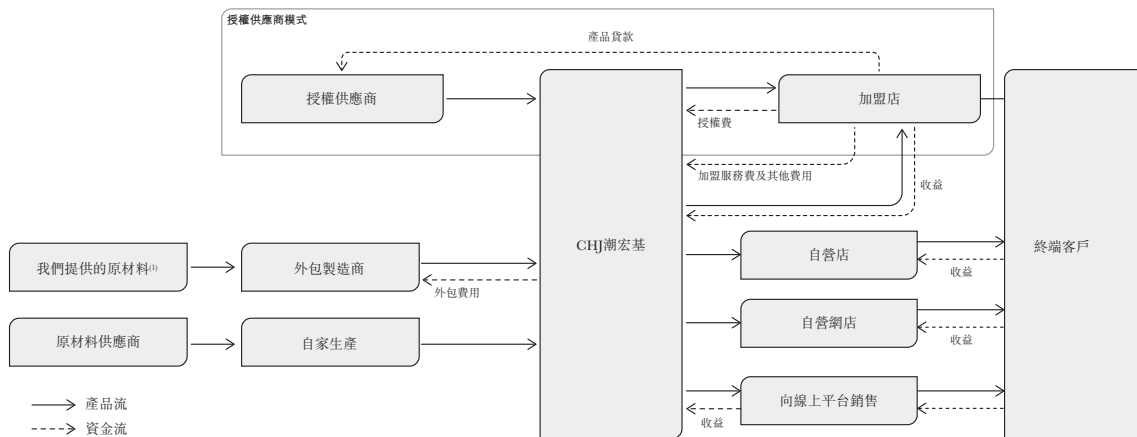 授權供應商模式
產品貨款
授權供應商
加盟店
授權費
加盟服務費及其他費用
收益
CHJ潮宏基
終端客戶
自營店
收益
我們提供的原材料(1)
外包製造商
外包費用
自營網店
收益
原材料供應商
自家生產
向線上平台銷售
收益
產品流
資金流